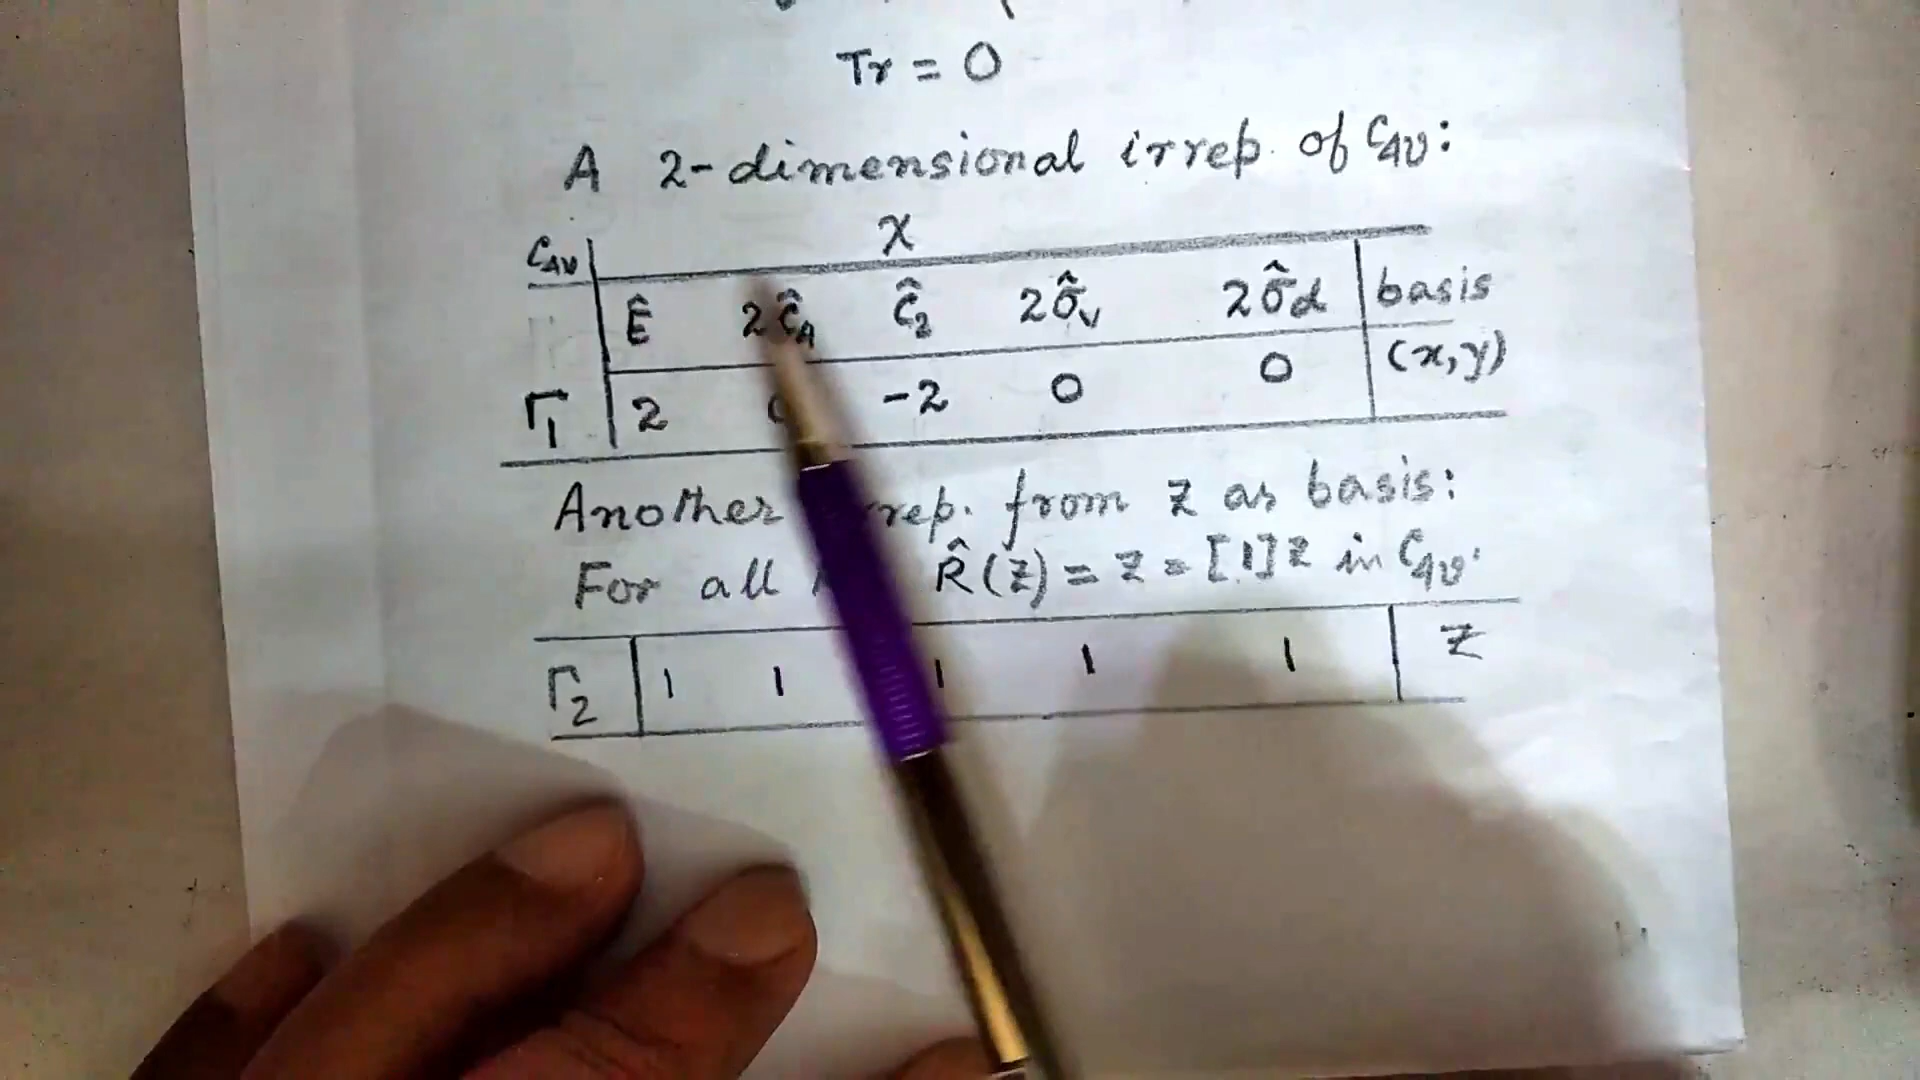 Tr = 0
A 2-dimensional irrep. of C4v:
C4v χ
Ê 2Ĉ4 Ĉ2 2σ̂v 2σ̂d basis
Γ1 2 -2 0 0 (x,y)
Another from z as basis:
For all R̂(z) = z = [1]z in C4v.
Γ2 1 1 1 1 1 z